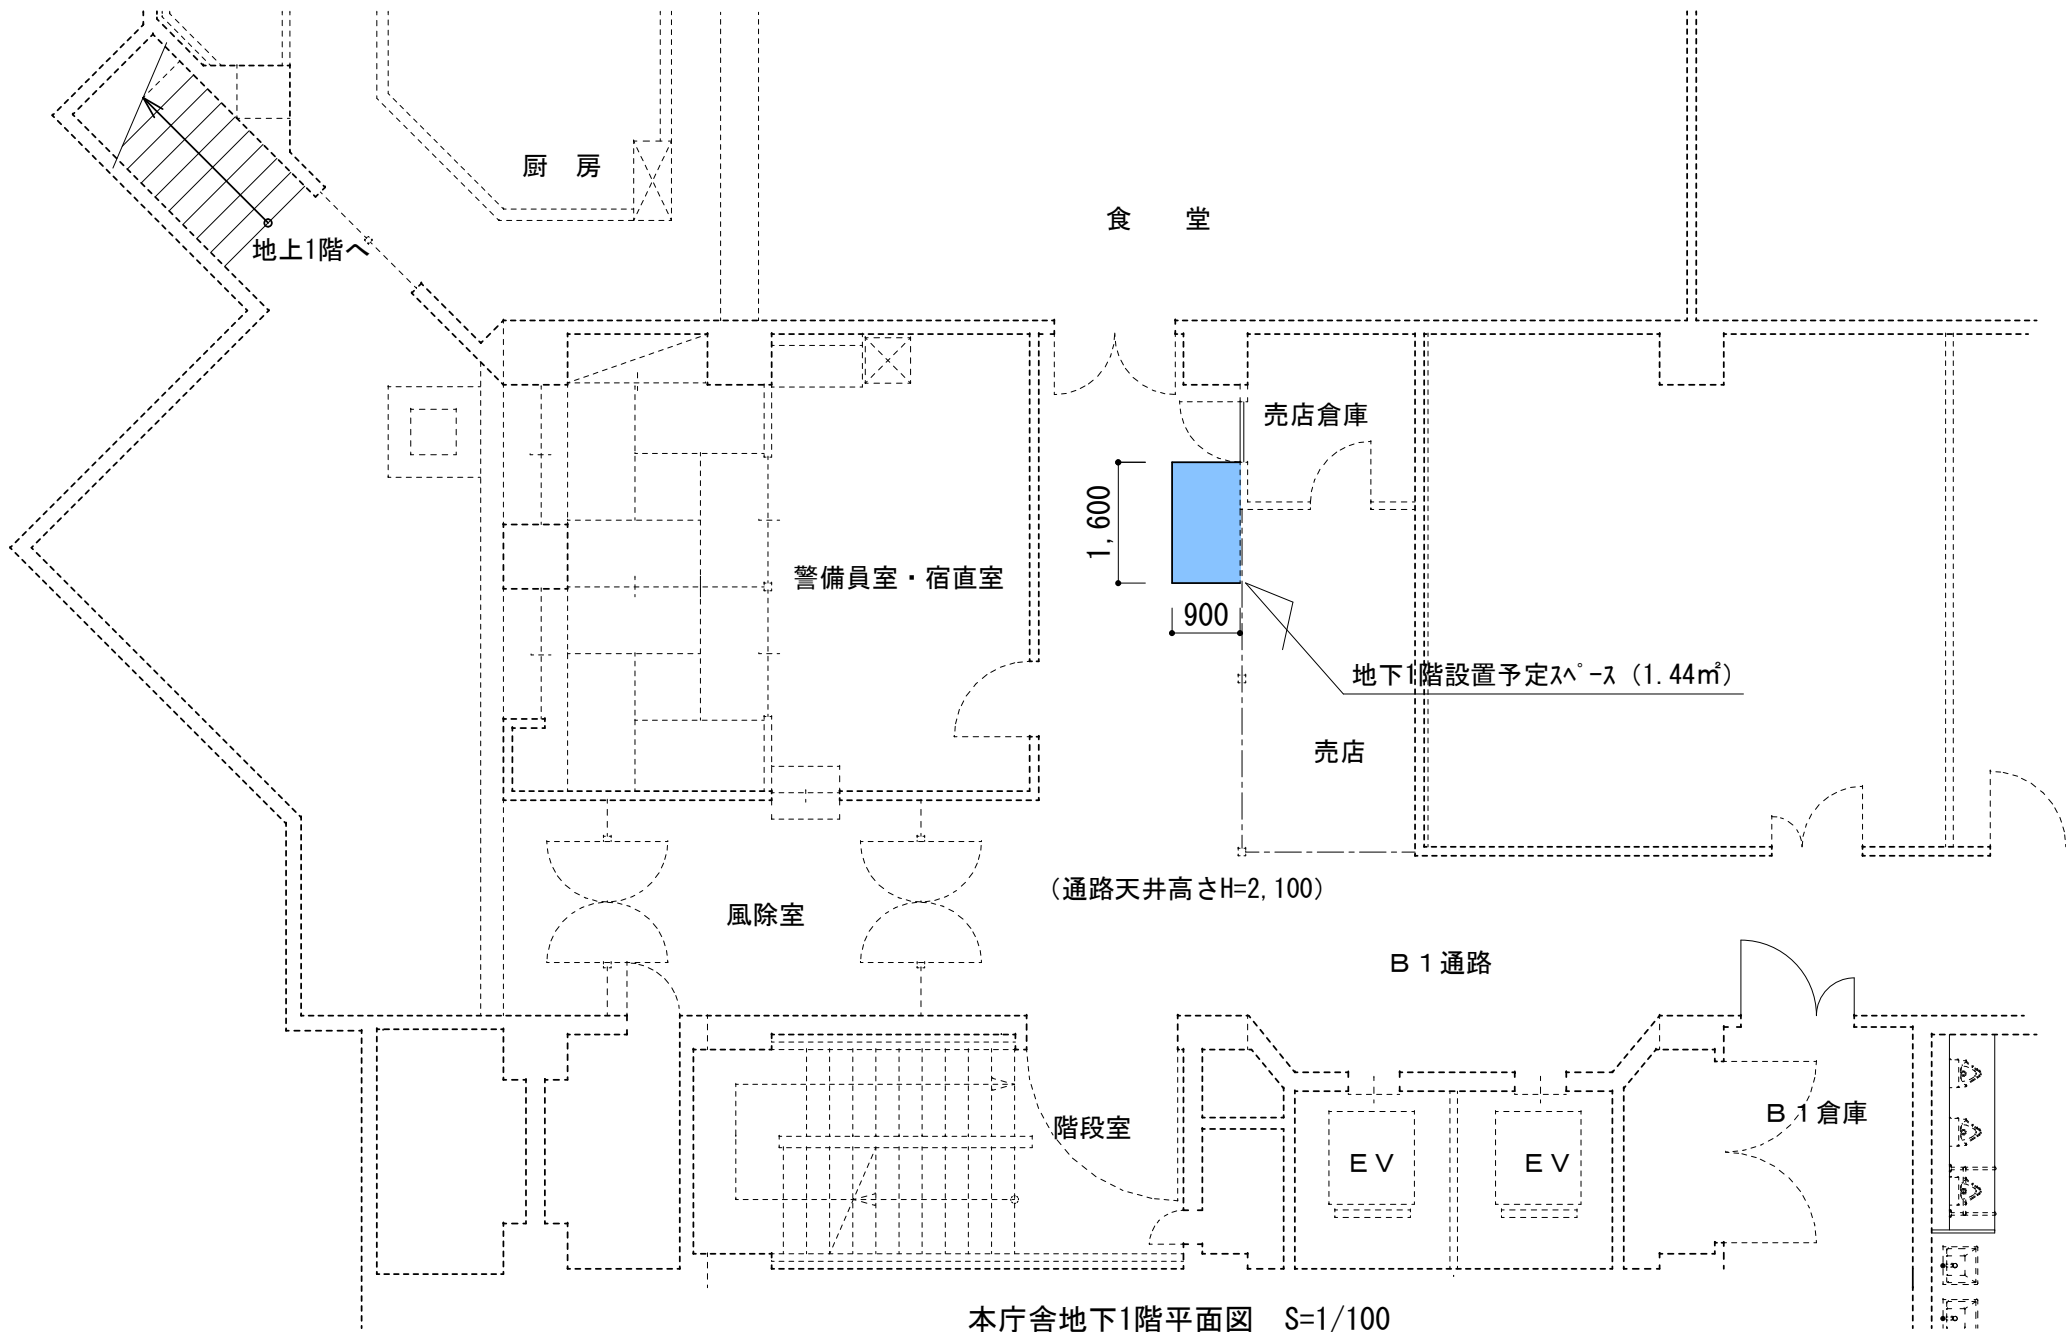 厨　房
食　　堂
地上1階へ
売店倉庫
1,600
警備員室・宿直室
900
地下1階設置予定ｽﾍﾟｰｽ（1.44㎡）
売店
（通路天井高さH=2,100）
風除室
Ｂ１通路
階段室
Ｂ１倉庫
ＥＶ
ＥＶ
本庁舎地下1階平面図　S=1/100